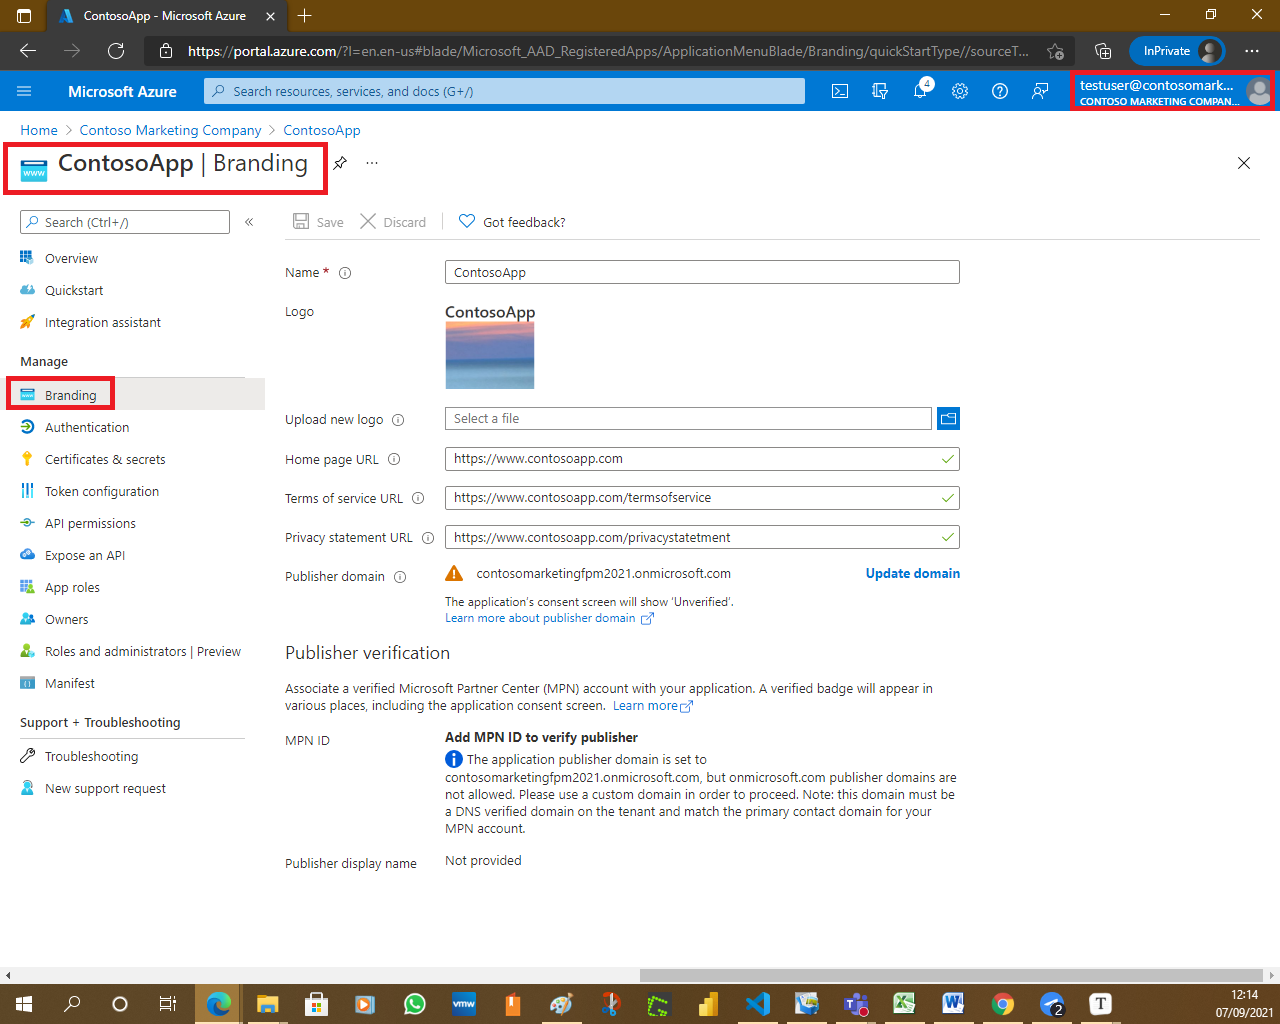 ContosoApp - Microsoft Azure
https://portal.azure.com/?l=en.en-us#blade/Microsoft_AAD_RegisteredApps/ApplicationMenuBlade/Branding/quickStartType//sourceT...
InPrivate
Microsoft Azure
Search resources, services, and docs (G+/)
4
testuser@contosomark...
CONTOSO MARKETING COMPAN...
Home > Contoso Marketing Company > ContosoApp
www
ContosoApp | Branding
...
Search (Ctrl+/)
«
Save
Discard
Got feedback?
Overview
Quickstart
Integration assistant
Manage
Branding
Authentication
Certificates & secrets
Token configuration
API permissions
Expose an API
App roles
Owners
Roles and administrators | Preview
Manifest
Support + Troubleshooting
Troubleshooting
New support request
Name *
ContosoApp
Logo
ContosoApp
Upload new logo
Select a file
Home page URL
https://www.contosoapp.com
Terms of service URL
https://www.contosoapp.com/termsofservice
Privacy statement URL
https://www.contosoapp.com/privacystatetment
Publisher domain
contosomarketingfpm2021.onmicrosoft.com
Update domain
The application's consent screen will show 'Unverified'.
Learn more about publisher domain
Publisher verification
Associate a verified Microsoft Partner Center (MPN) account with your application. A verified badge will appear in
various places, including the application consent screen. Learn more
MPN ID
Add MPN ID to verify publisher
The application publisher domain is set to
contosomarketingfpm2021.onmicrosoft.com, but onmicrosoft.com publisher domains are
not allowed. Please use a custom domain in order to proceed. Note: this domain must be
a DNS verified domain on the tenant and match the primary contact domain for your
MPN account.
Publisher display name
Not provided
vmw
2
T
12:14
07/09/2021